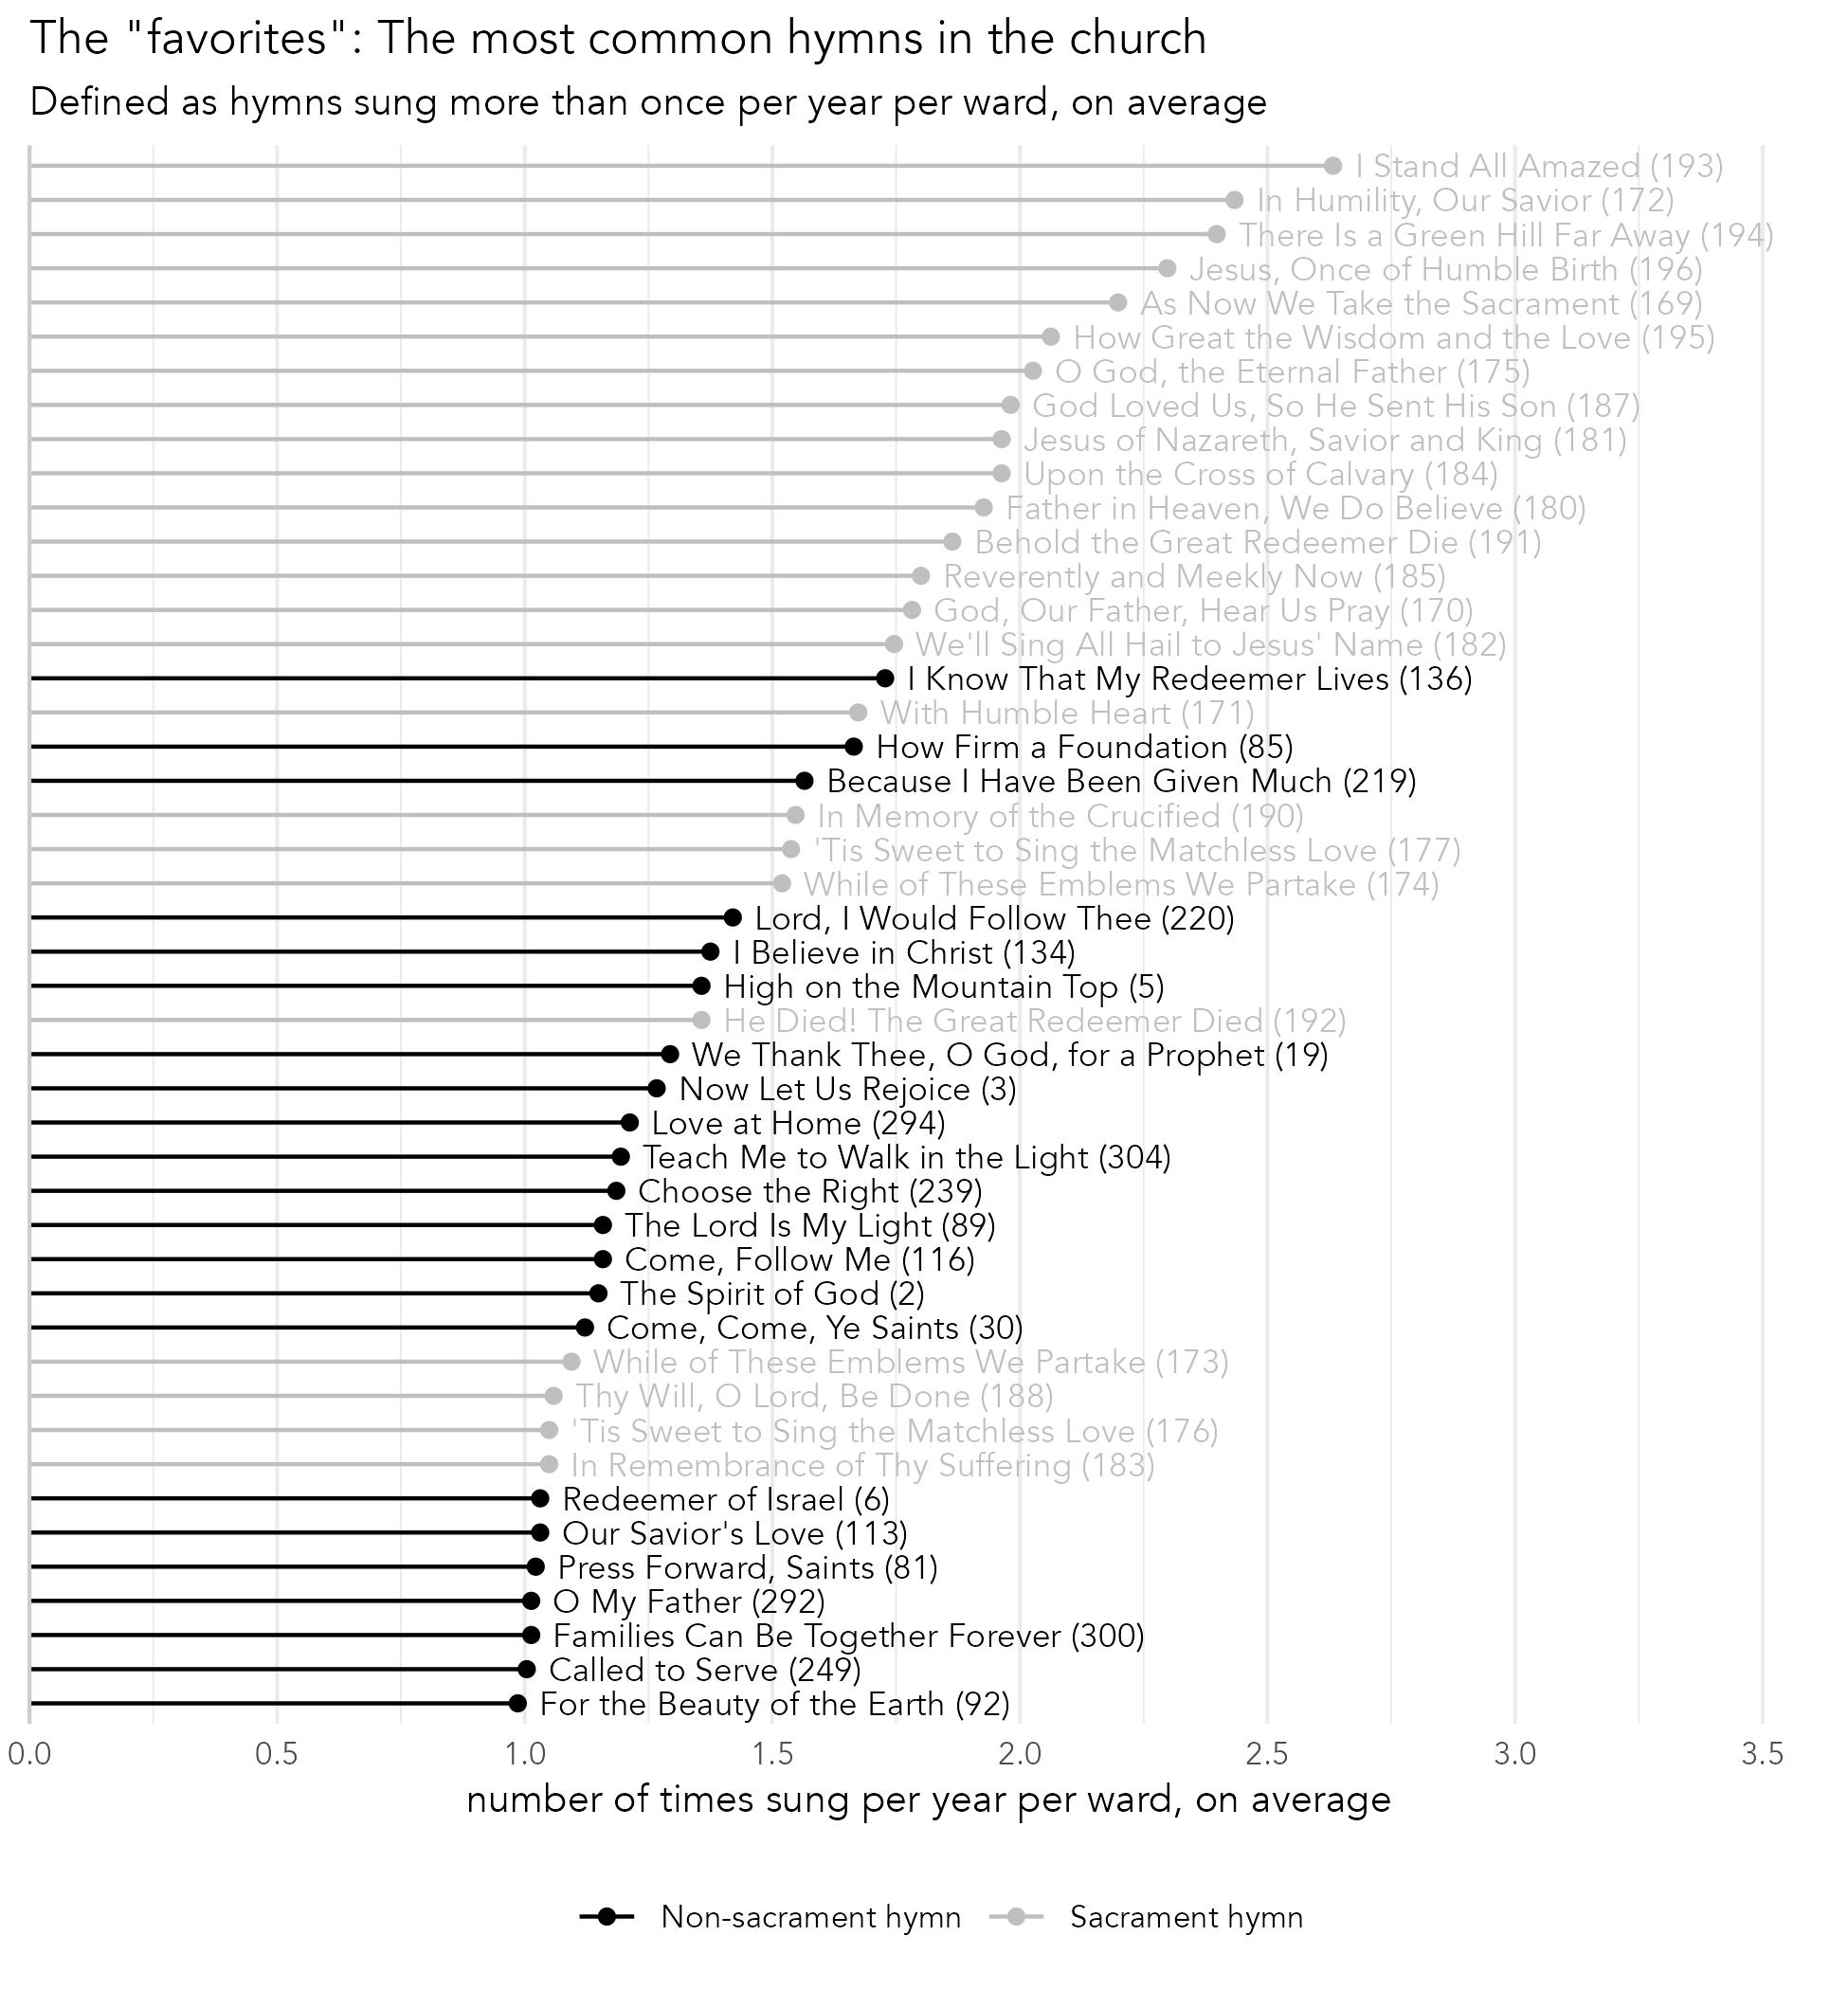 The "favorites": The most common hymns in the church
Defined as hymns sung more than once per year per ward, on average
I Stand All Amazed (193)
In Humility, Our Savior (172)
There Is a Green Hill Far Away (194)
Jesus, Once of Humble Birth (196)
As Now We Take the Sacrament (169)
How Great the Wisdom and the Love (195)
O God, the Eternal Father (175)
God Loved Us, So He Sent His Son (187)
Jesus of Nazareth, Savior and King (181)
Upon the Cross of Calvary (184)
Father in Heaven, We Do Believe (180)
Behold the Great Redeemer Die (191)
Reverently and Meekly Now (185)
God, Our Father, Hear Us Pray (170)
We'll Sing All Hail to Jesus' Name (182)
I Know That My Redeemer Lives (136)
With Humble Heart (171)
How Firm a Foundation (85)
Because I Have Been Given Much (219)
In Memory of the Crucified (190)
'Tis Sweet to Sing the Matchless Love (177)
While of These Emblems We Partake (174)
Lord, I Would Follow Thee (220)
I Believe in Christ (134)
High on the Mountain Top (5)
He Died! The Great Redeemer Died (192)
We Thank Thee, O God, for a Prophet (19)
Now Let Us Rejoice (3)
Love at Home (294)
Teach Me to Walk in the Light (304)
Choose the Right (239)
The Lord Is My Light (89)
Come, Follow Me (116)
The Spirit of God (2)
Come, Come, Ye Saints (30)
While of These Emblems We Partake (173)
Thy Will, O Lord, Be Done (188)
'Tis Sweet to Sing the Matchless Love (176)
In Remembrance of Thy Suffering (183)
Redeemer of Israel (6)
Our Savior's Love (113)
Press Forward, Saints (81)
O My Father (292)
Families Can Be Together Forever (300)
Called to Serve (249)
For the Beauty of the Earth (92)
0.0 0.5 1.0 1.5 2.0 2.5 3.0 3.5
number of times sung per year per ward, on average
Non-sacrament hymn Sacrament hymn